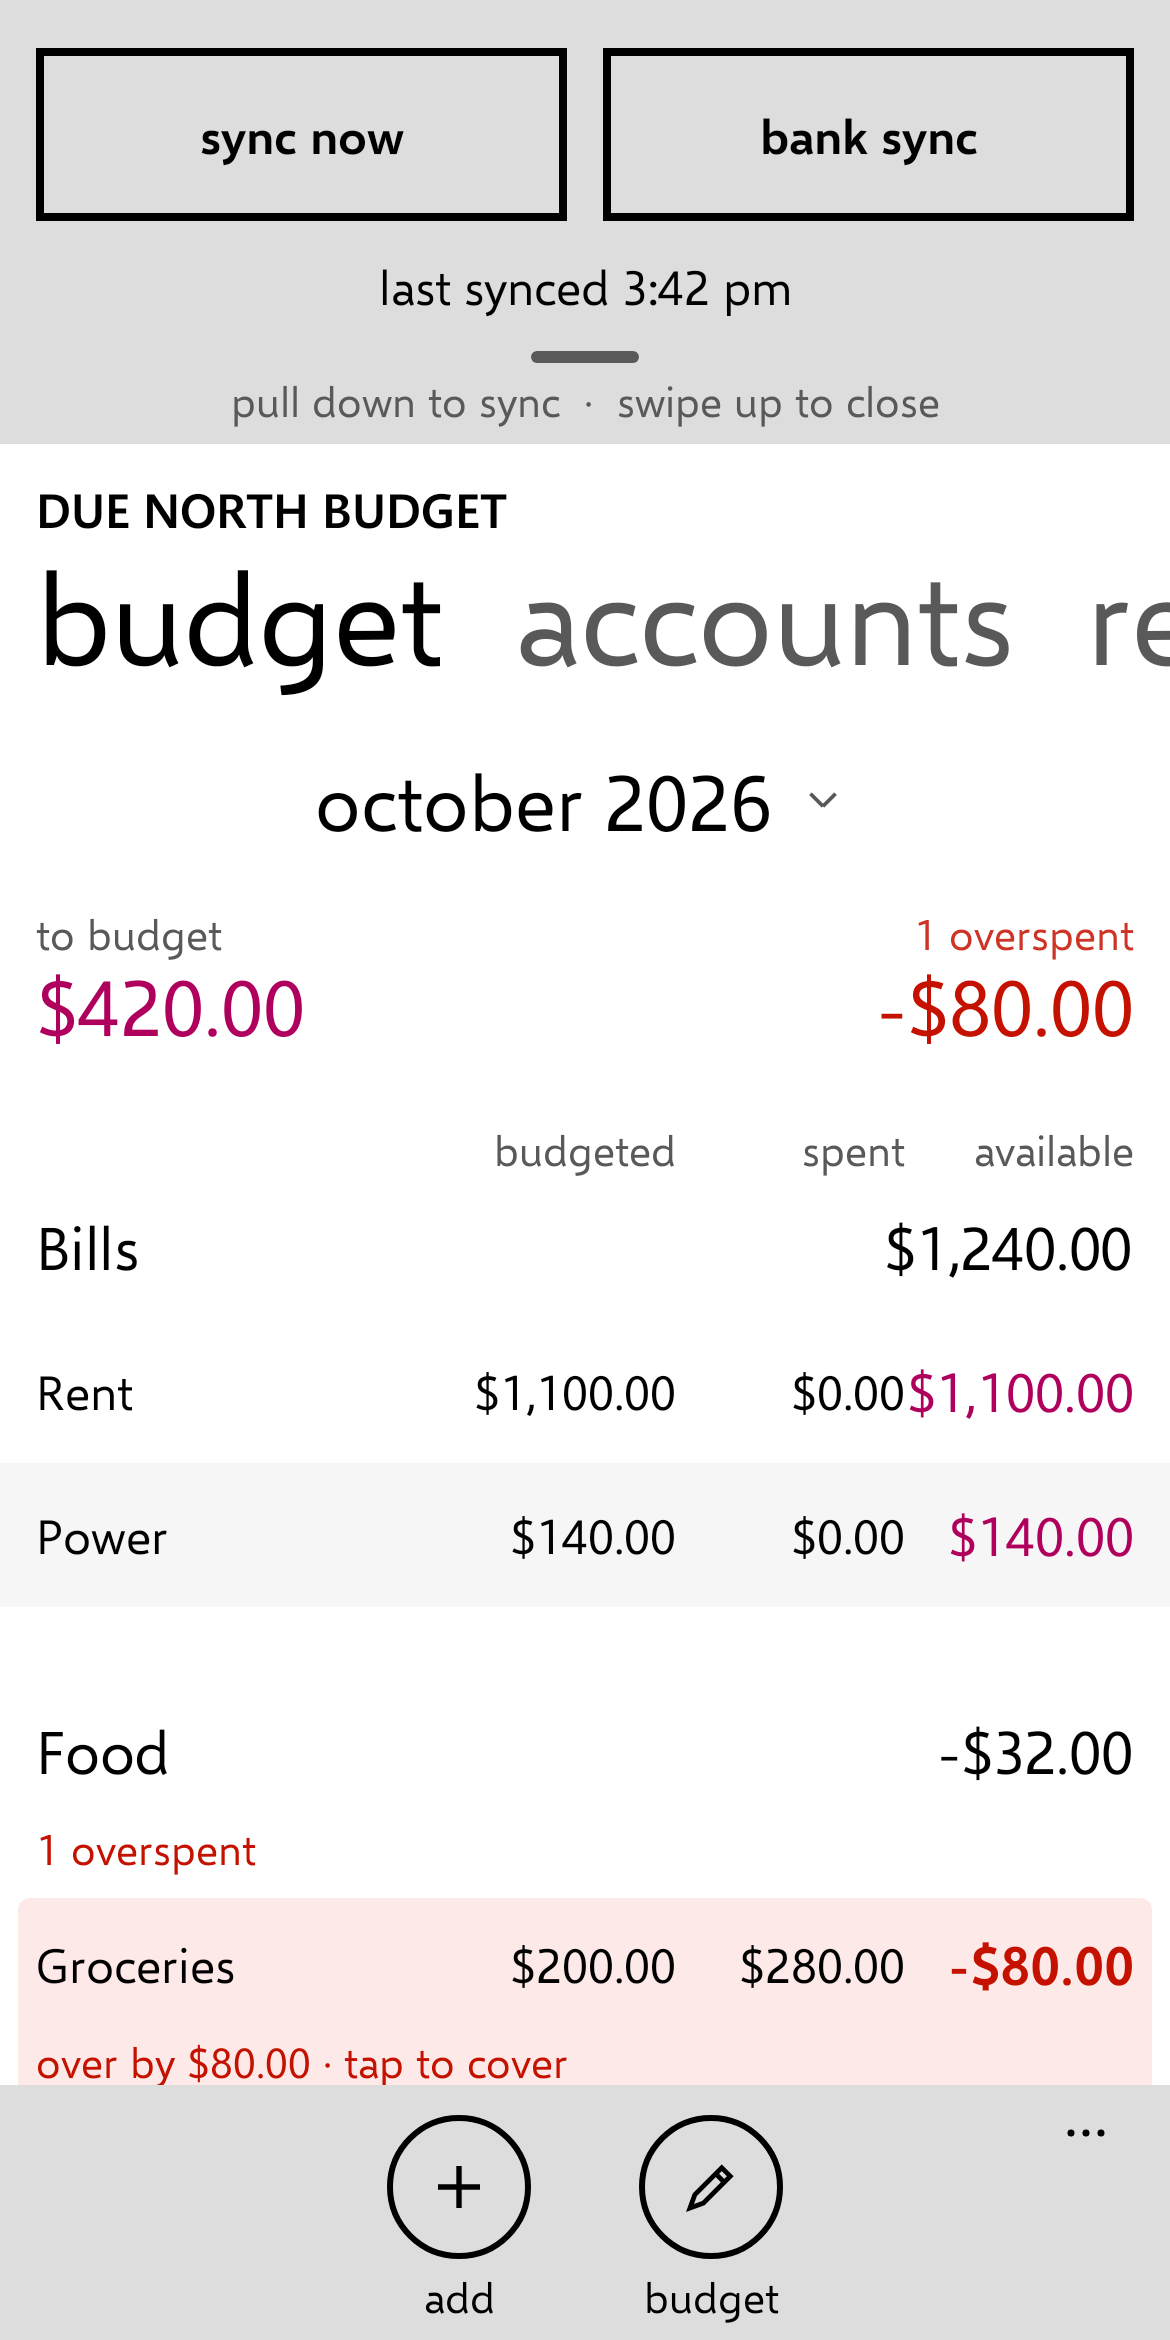 sync now bank sync
last synced 3:42 pm
pull down to sync · swipe up to close
DUE NORTH BUDGET
budget accounts re
october 2026
to budget 1 overspent
$420.00 -$80.00
budgeted spent available
Bills $1,240.00
Rent $1,100.00 $0.00 $1,100.00
Power $140.00 $0.00 $140.00
Food -$32.00
1 overspent
Groceries $200.00 $280.00 -$80.00
over by $80.00 · tap to cover
...
add budget